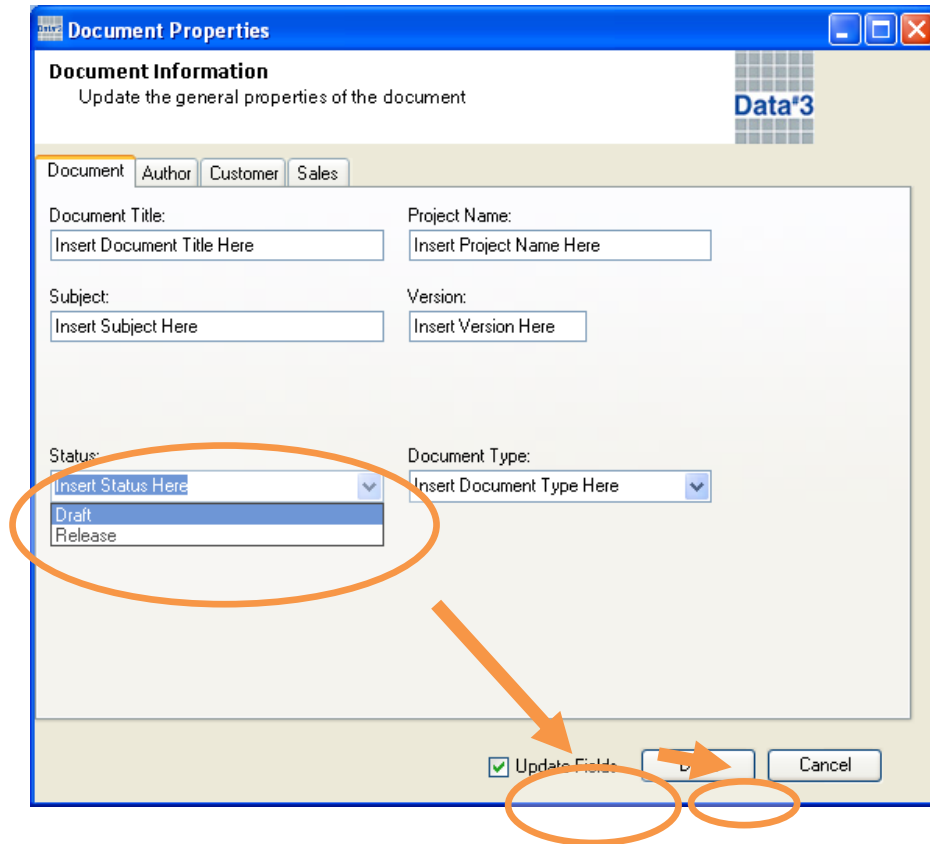 Data#3 Document Properties
Document Information
Update the general properties of the document
Data#3
Document Author Customer Sales
Document Title: Project Name:
Insert Document Title Here Insert Project Name Here
Subject: Version:
Insert Subject Here Insert Version Here
Status: Document Type:
Insert Status Here Insert Document Type Here
Draft
Release
Update Fields Cancel